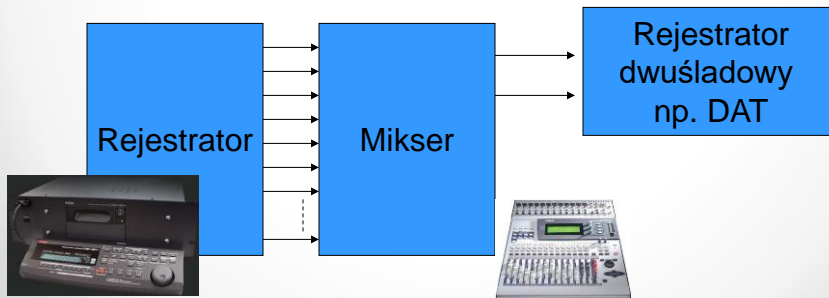 Rejestrator
Mikser
Rejestrator
dwuśladowy
np. DAT